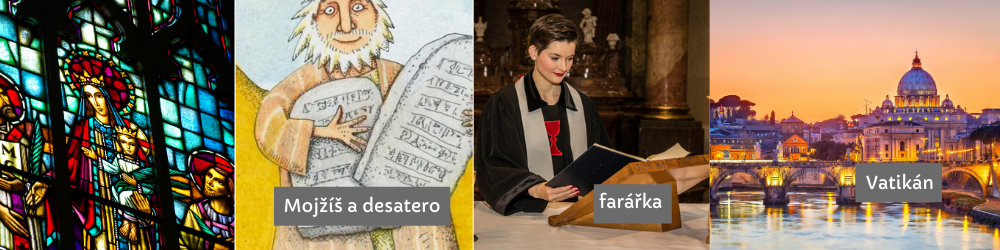 Mojžíš a desatero
farářka
Vatikán